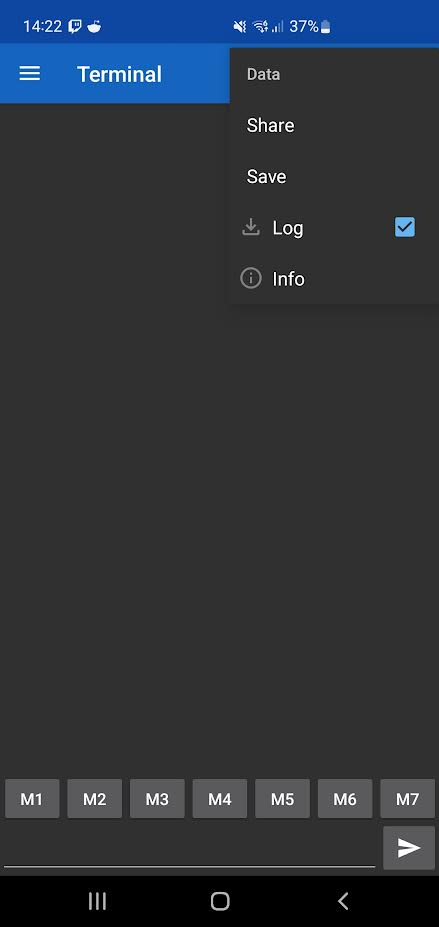 14:22
37%
Terminal
Data
Share
Save
Log
Info
M1 M2 M3 M4 M5 M6 M7